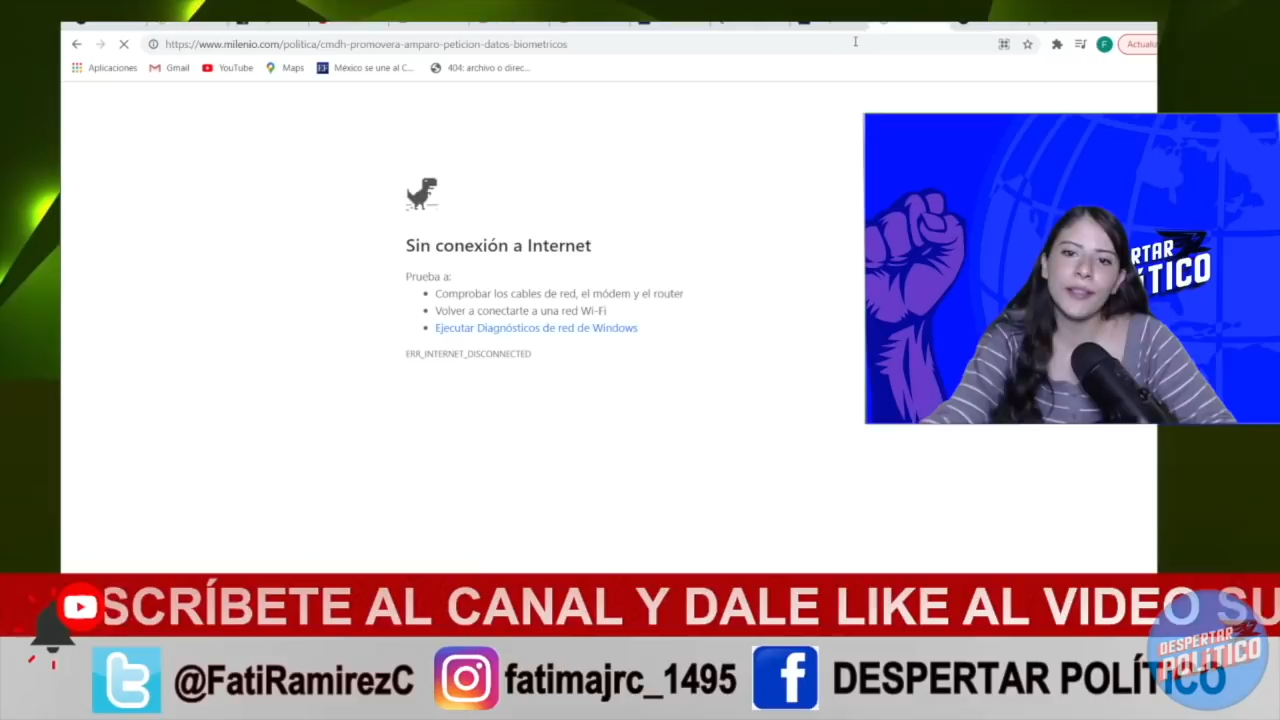 https://www.milenio.com/politica/cmdh-promovera-amparo-peticion-datos-biometricos
F
Aplicaciones
Gmail
YouTube
Maps
EF
México se une al C...
404: archivo o direc...
Sin conexión a Internet
Prueba a:
Comprobar los cables de red, el módem y el router
Volver a conectarte a una red Wi-Fi
Ejecutar Diagnósticos de red de Windows
ERR_INTERNET_DISCONNECTED
RTAR
ÍTICO
SCRÍBETE AL CANAL Y DALE LIKE AL VIDEO SU
@FatiRamirezC
fatimajrc_1495
DESPERTAR POLÍTICO
DESPERTAR
POLÍTICO